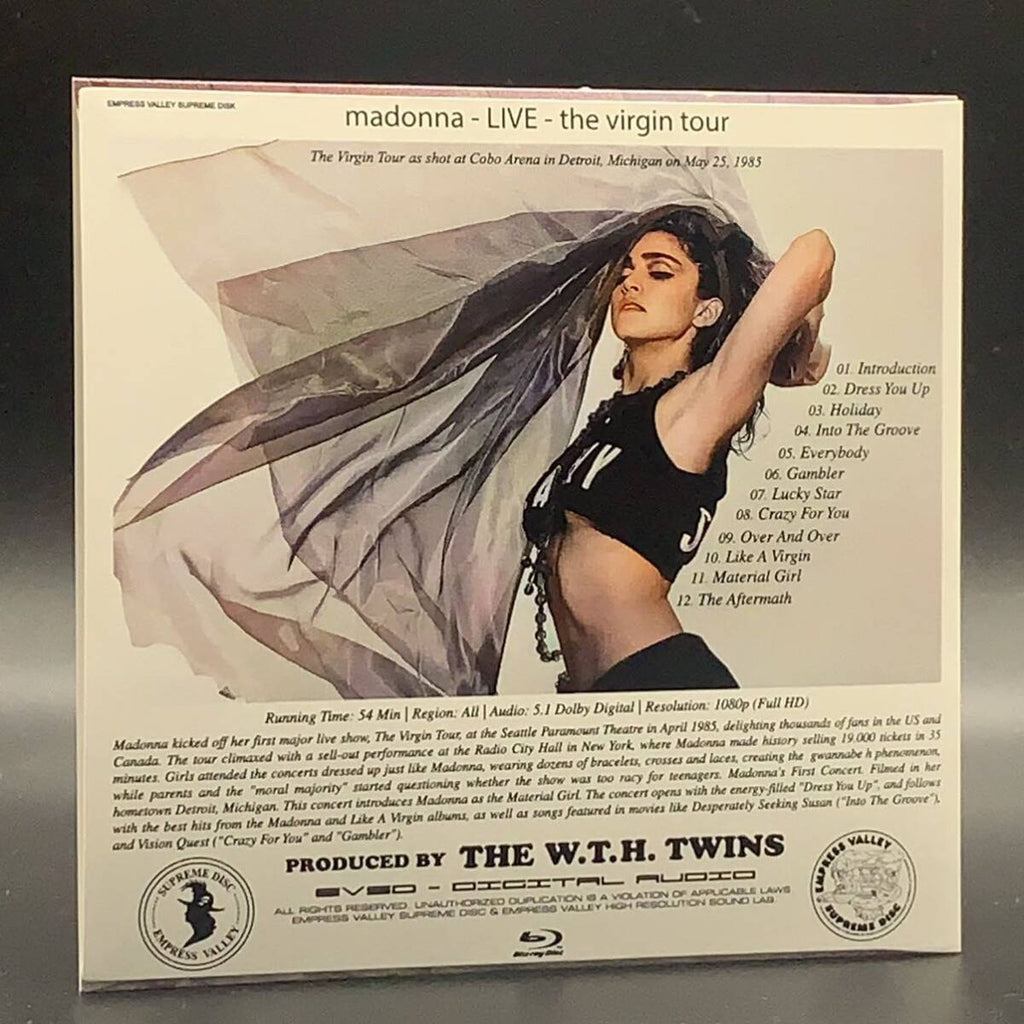 EMPRESS VALLEY SUPREME DISK
madonna - LIVE - the virgin tour
The Virgin Tour as shot at Cobo Arena in Detroit, Michigan on May 25, 1985
01. Introduction
02. Dress You Up
03. Holiday
04. Into The Groove
05. Everybody
06. Gambler
07. Lucky Star
08. Crazy For You
09. Over And Over
10. Like A Virgin
11. Material Girl
12. The Aftermath
Running Time: 54 Min | Region: All | Audio: 5.1 Dolby Digital | Resolution: 1080p (Full HD)
Madonna kicked off her first major live show, The Virgin Tour, at the Seattle Paramount Theatre in April 1985, delighting thousands of fans in the US and
Canada. The tour climaxed with a sell-out performance at the Radio City Hall in New York, where Madonna made history selling 19.000 tickets in 35
minutes. Girls attended the concerts dressed up just like Madonna, wearing dozens of bracelets, crosses and laces, creating the gwannabe h phenomenon,
while parents and the "moral majority" started questioning whether the show was too racy for teenagers. Madonna's First Concert. Filmed in her
hometown Detroit, Michigan. This concert introduces Madonna as the Material Girl. The concert opens with the energy-filled "Dress You Up", and follows
with the best hits from the Madonna and Like A Virgin albums, as well as songs featured in movies like Desperately Seeking Susan ("Into The Groove"),
and Vision Quest ("Crazy For You" and "Gambler").
PRODUCED BY THE W.T.H. TWINS
EVSD - DIGITAL AUDIO
ALL RIGHTS RESERVED. UNAUTHORIZED DUPLICATION IS A VIOLATION OF APPLICABLE LAWS
EMPRESS VALLEY SUPREME DISC & EMPRESS VALLEY HIGH RESOLUTION SOUND LAB
SUPREME DISC
EMPRESS VALLEY
EMPRESS VALLEY
SUPREME DISC
Blu-ray Disc